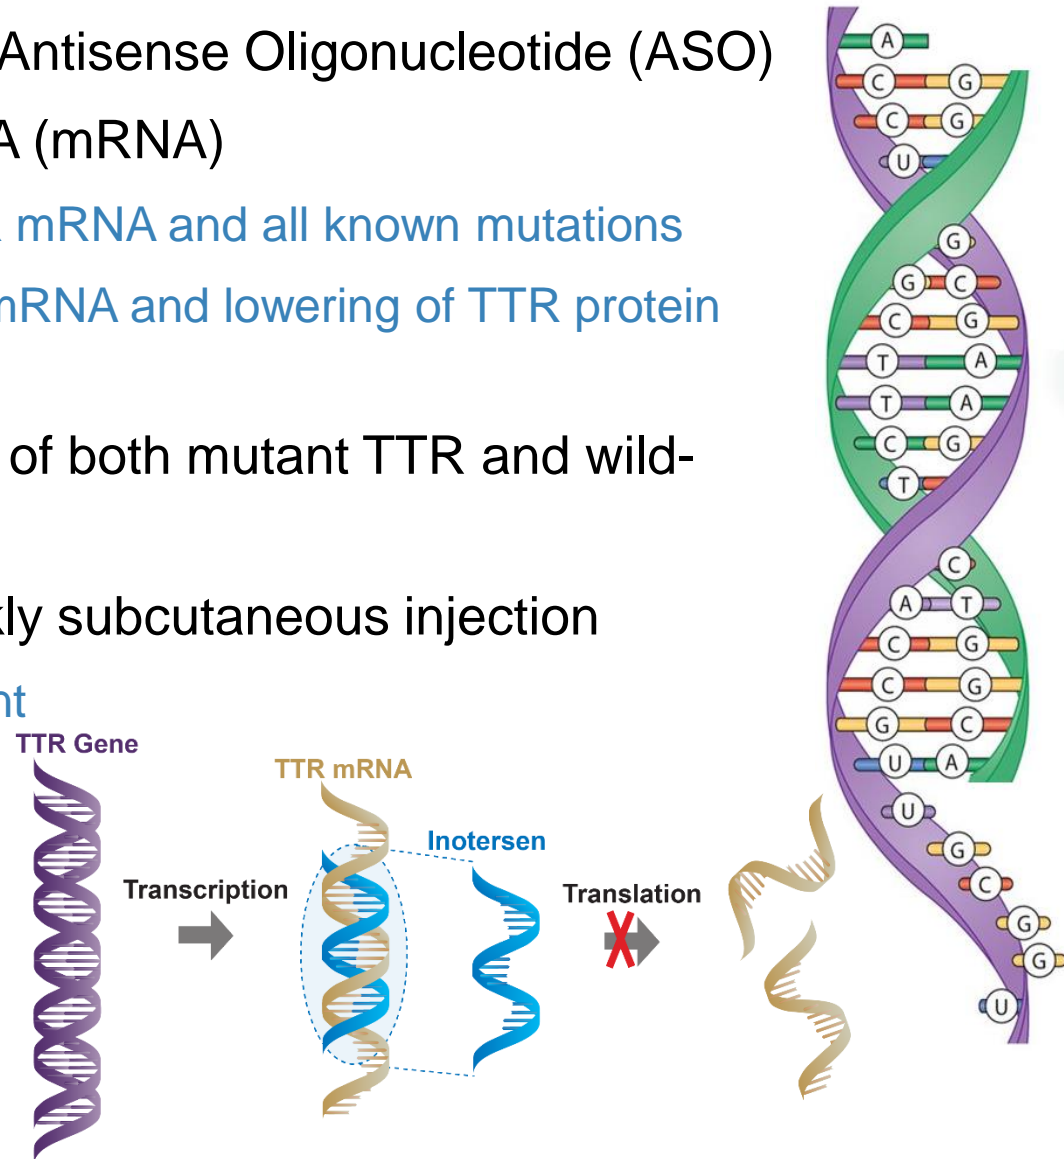 Antisense Oligonucleotide (ASO)
A (mRNA)
mRNA and all known mutations
mRNA and lowering of TTR protein
of both mutant TTR and wild-
kly subcutaneous injection
nt
TTR Gene
TTR mRNA
Inotersen
Transcription
Translation
A
C G
C G
U
G
G C
C G
T A
T A
C G
T
C
A T
C G
C G
G C
U A
U
G
C
G
G
U